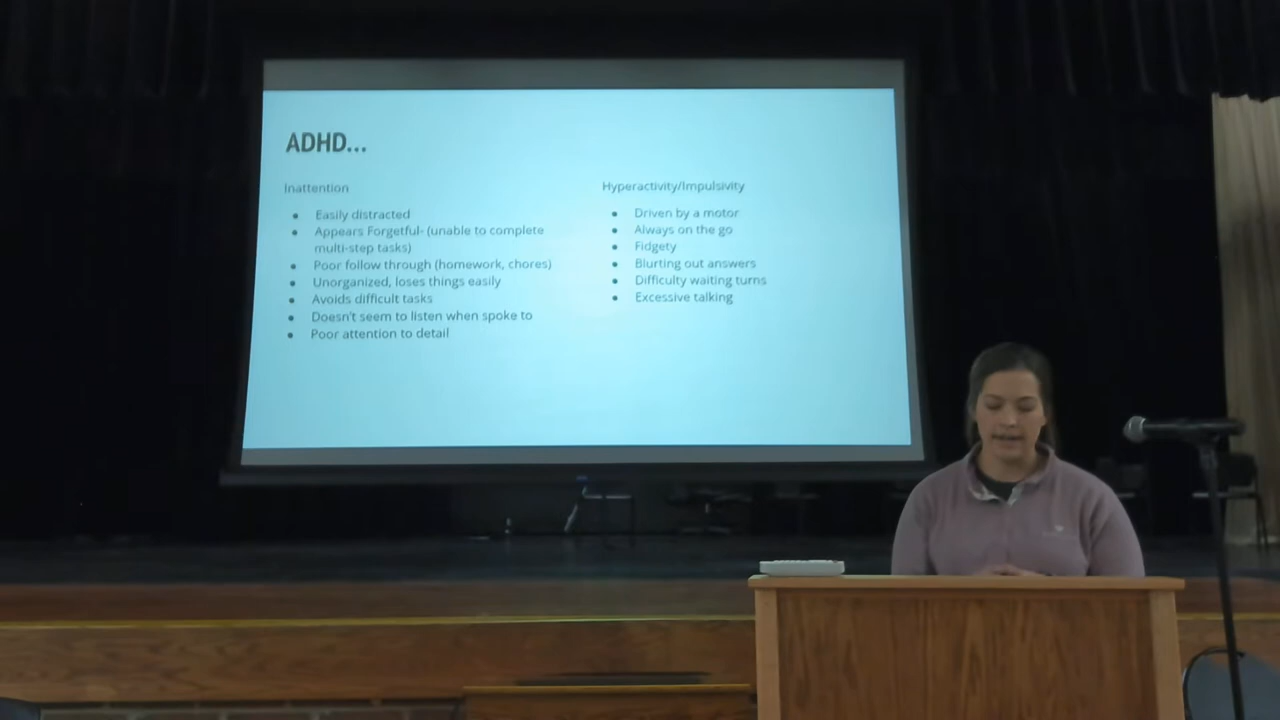 ADHD...
Inattention
Easily distracted
Appears Forgetful- (unable to complete
multi-step tasks)
Poor follow through (homework, chores)
Unorganized, loses things easily
Avoids difficult tasks
Doesn't seem to listen when spoke to
Poor attention to detail
Hyperactivity/Impulsivity
Driven by a motor
Always on the go
Fidgety
Blurting out answers
Difficulty waiting turns
Excessive talking